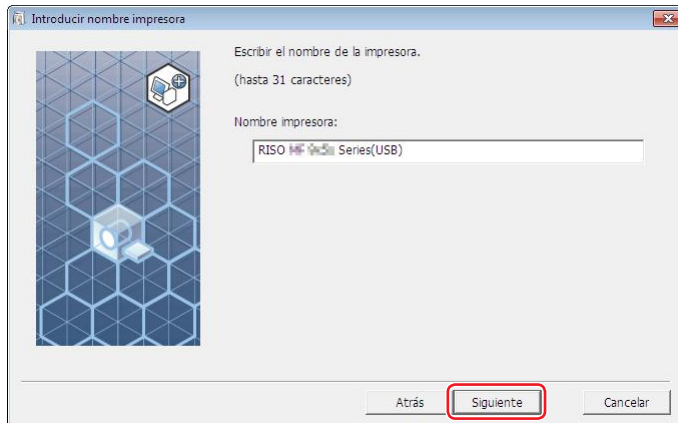 Introducir nombre impresora
Escribir el nombre de la impresora.
(hasta 31 caracteres)
Nombre impresora:
RISO Series(USB)
Atrás
Siguiente
Cancelar